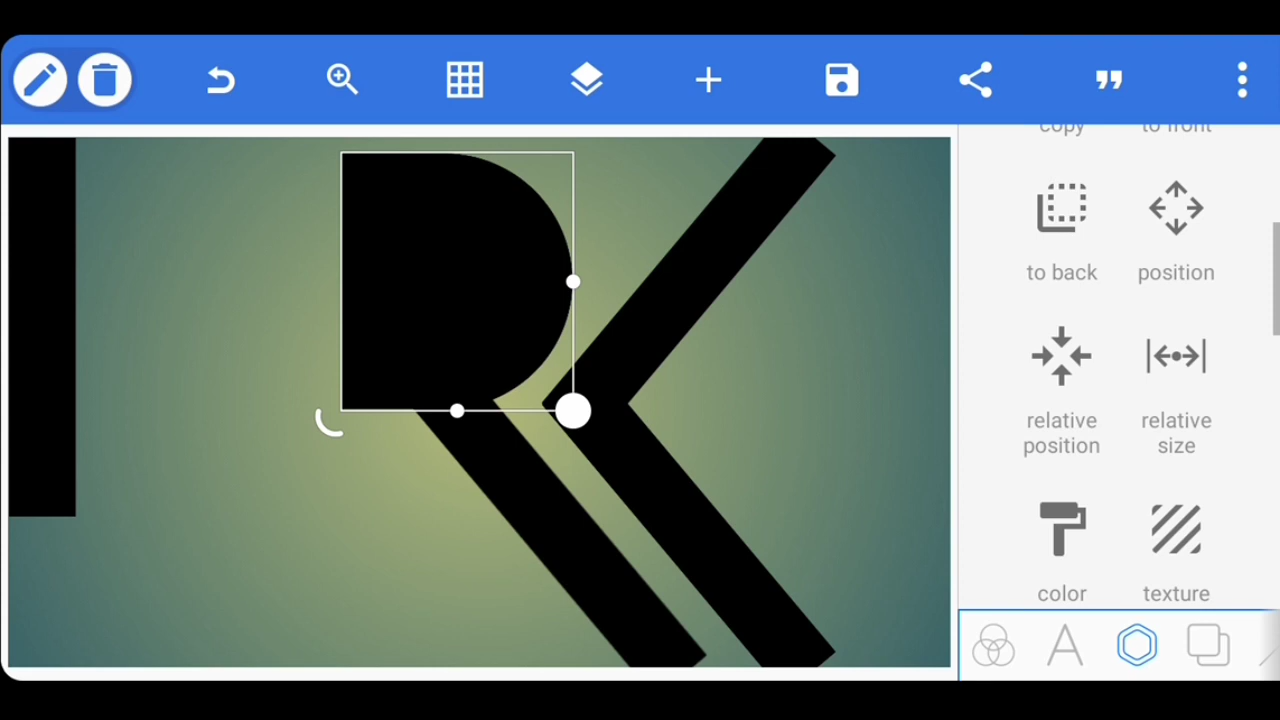 copy
to front
to back
position
relative
position
relative
size
color
texture